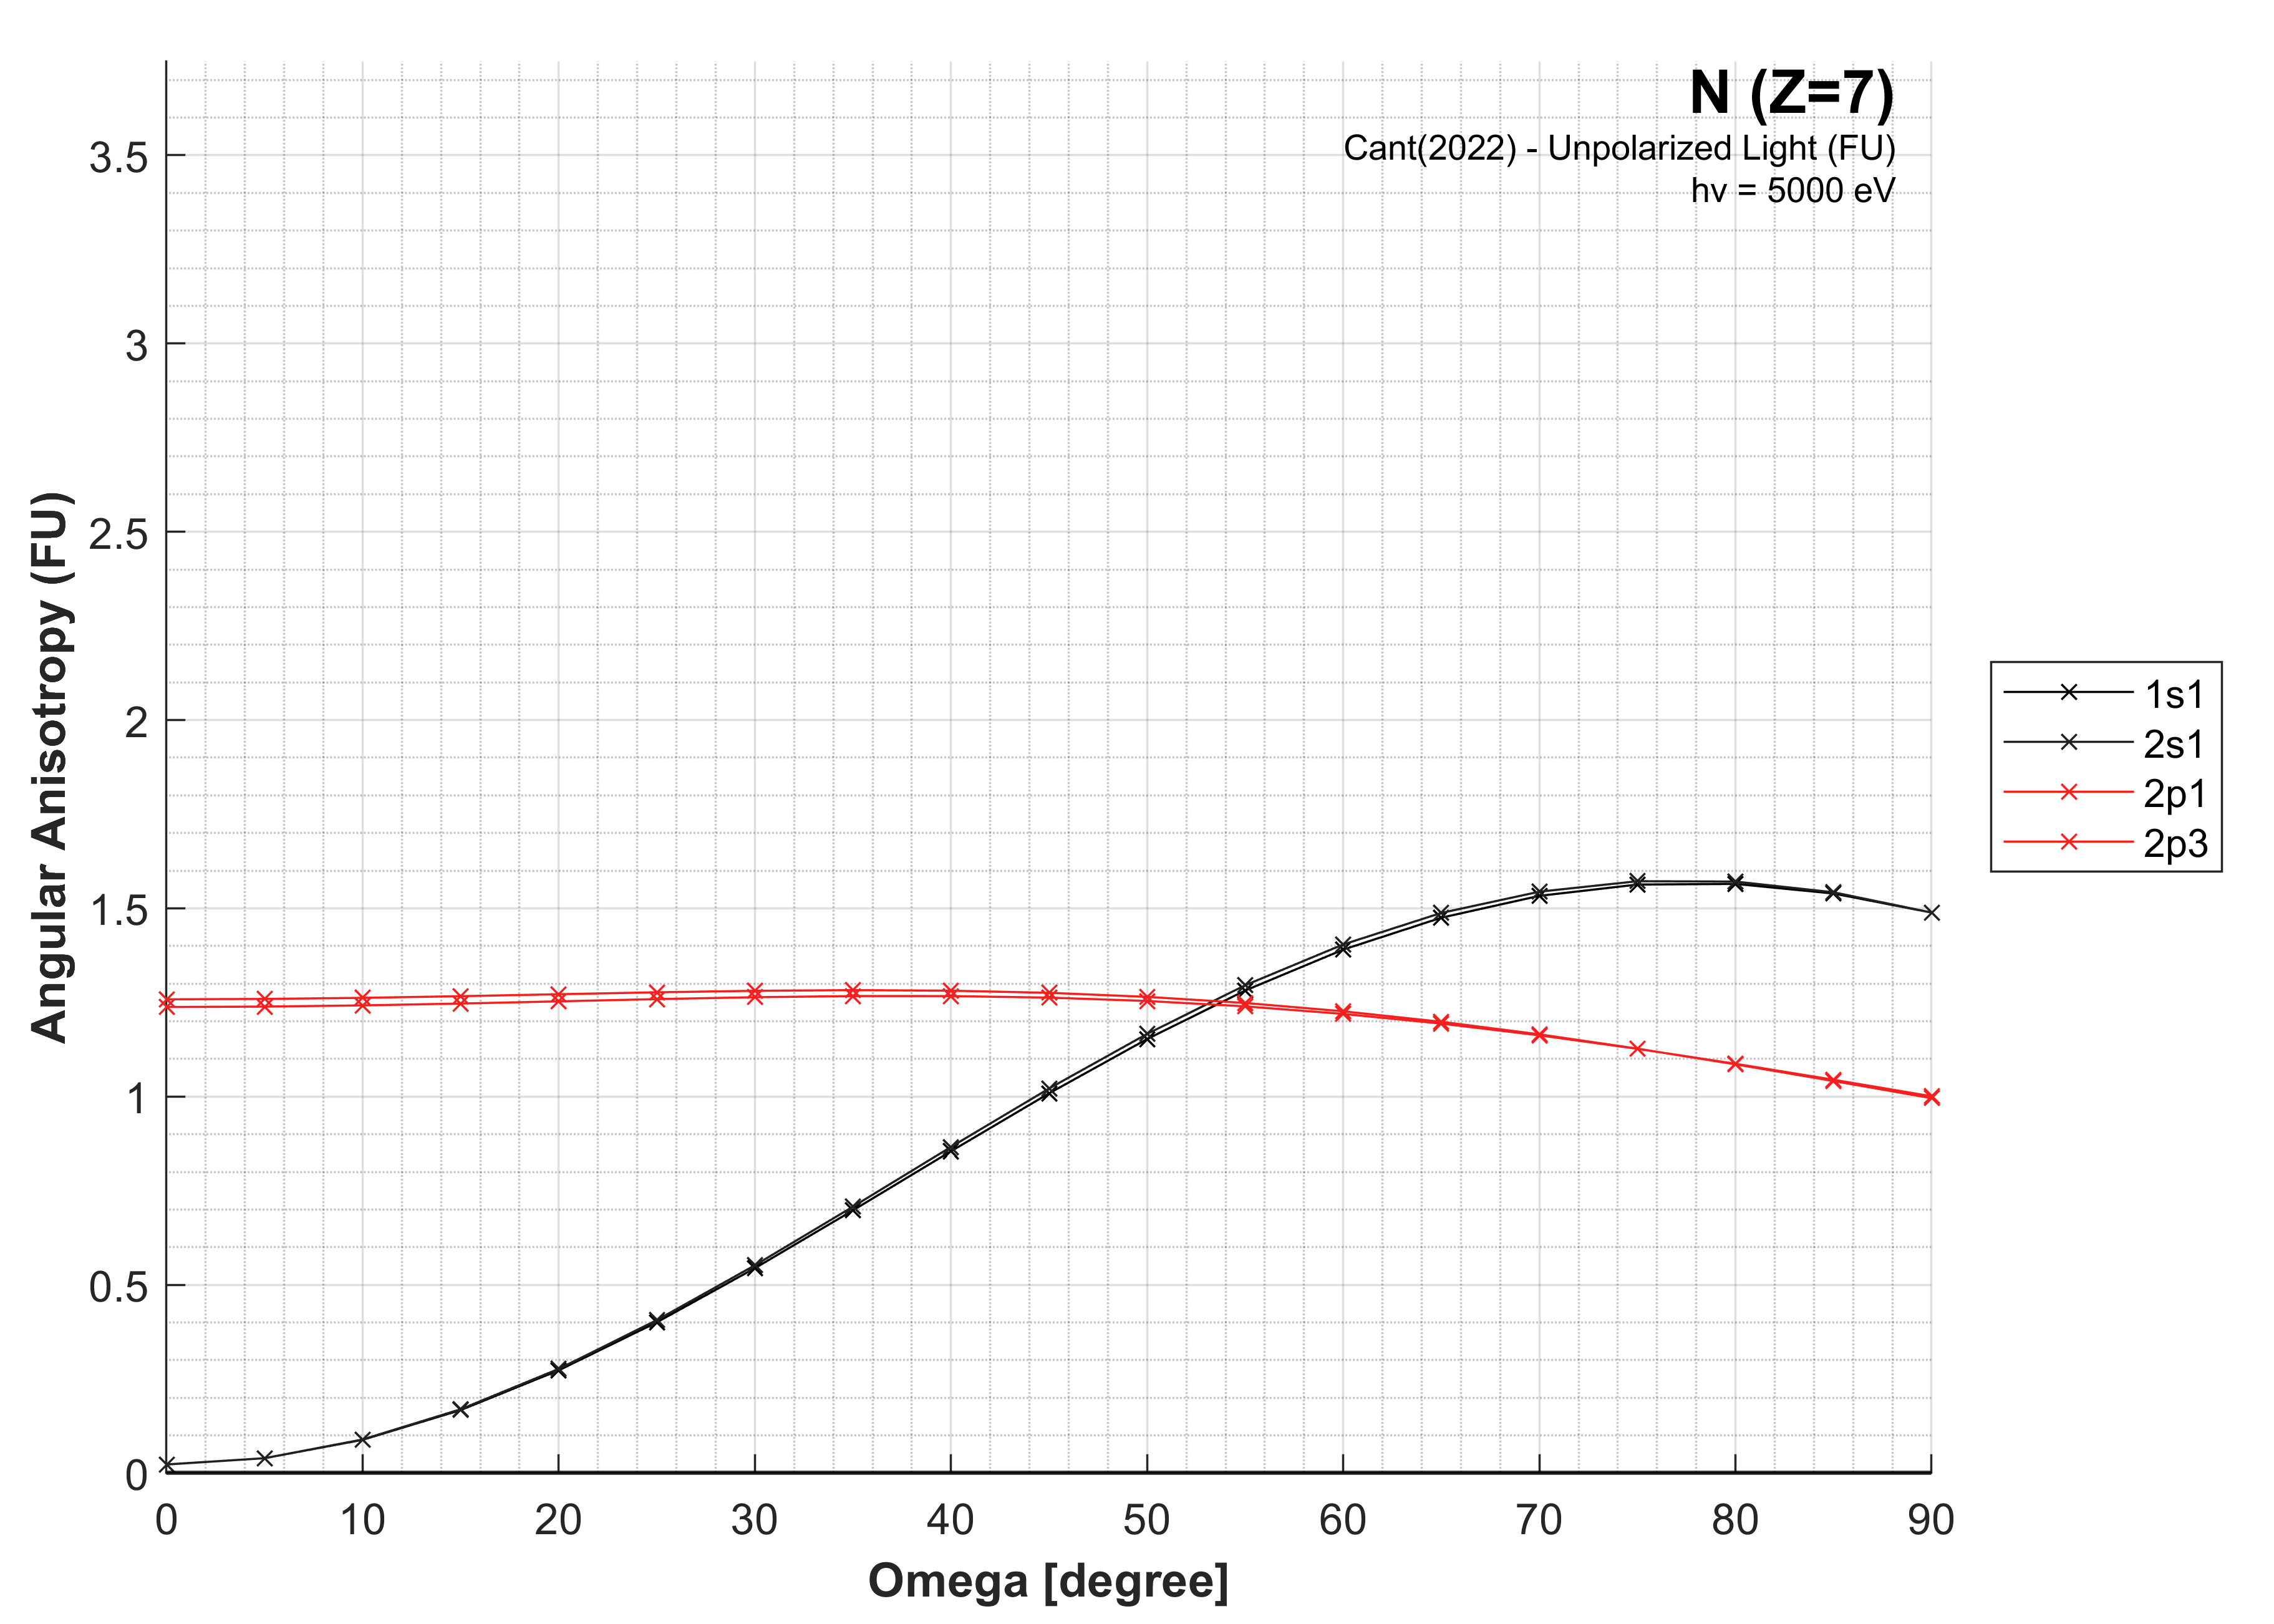 N (Z=7)
Cant(2022) - Unpolarized Light (FU)
hv = 5000 eV
Angular Anisotropy (FU)
3.5
3
2.5
2
1.5
1
0.5
0
0 10 20 30 40 50 60 70 80 90
Omega [degree]
1s1
2s1
2p1
2p3